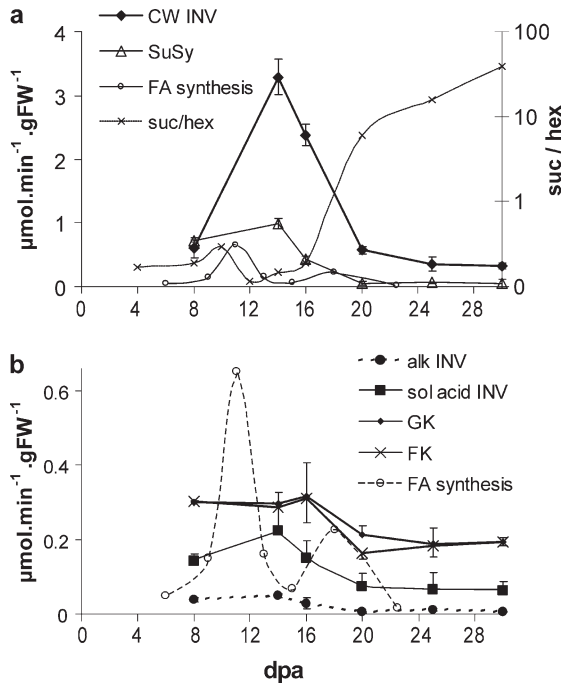 a
CW INV
SuSy
FA synthesis
suc/hex
4
3
2
1
0
µmol.min⁻¹ .gFW⁻¹
100
10
1
0
suc / hex
0 4 8 12 16 20 24 28
b
alk INV
sol acid INV
GK
FK
FA synthesis
0.6
0.4
0.2
0
µmol.min⁻¹ .gFW⁻¹
0 4 8 12 16 20 24 28
dpa